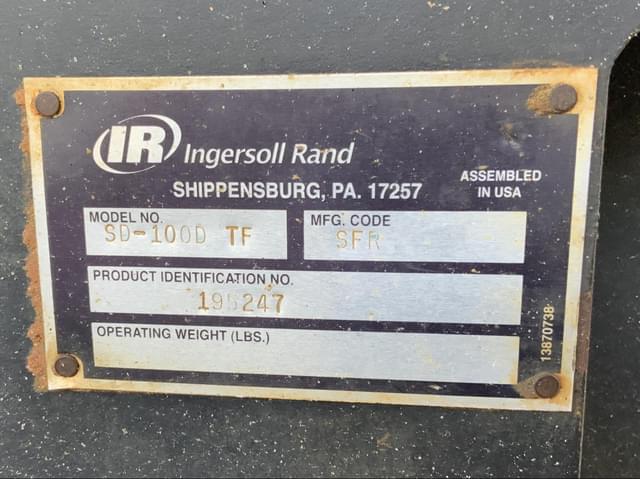 IR Ingersoll Rand
SHIPPENSBURG, PA. 17257
ASSEMBLED
IN USA
MODEL NO.
SD-100D TF
MFG. CODE
SFR
PRODUCT IDENTIFICATION NO.
195247
OPERATING WEIGHT (LBS.)
13870738